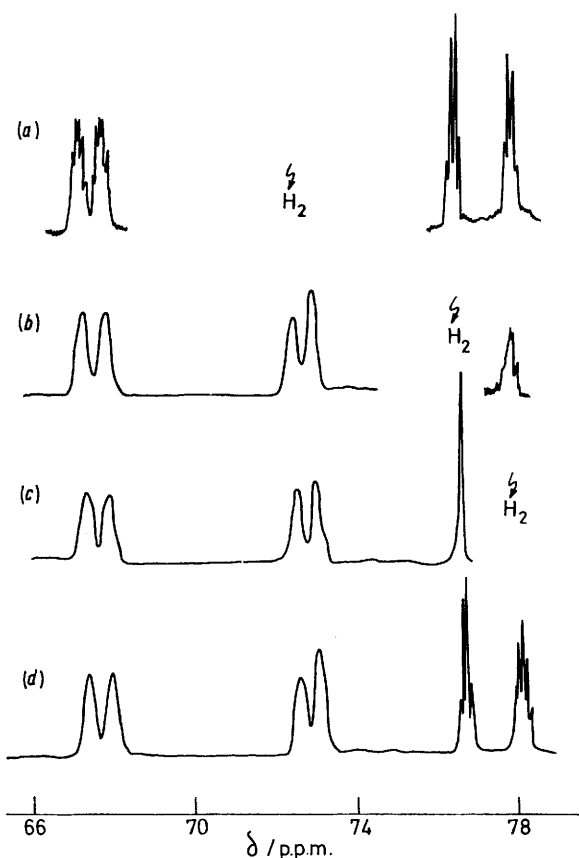 (a)
H₂
(b)
H₂
(c)
H₂
(d)
66 70 74 78
δ / p.p.m.